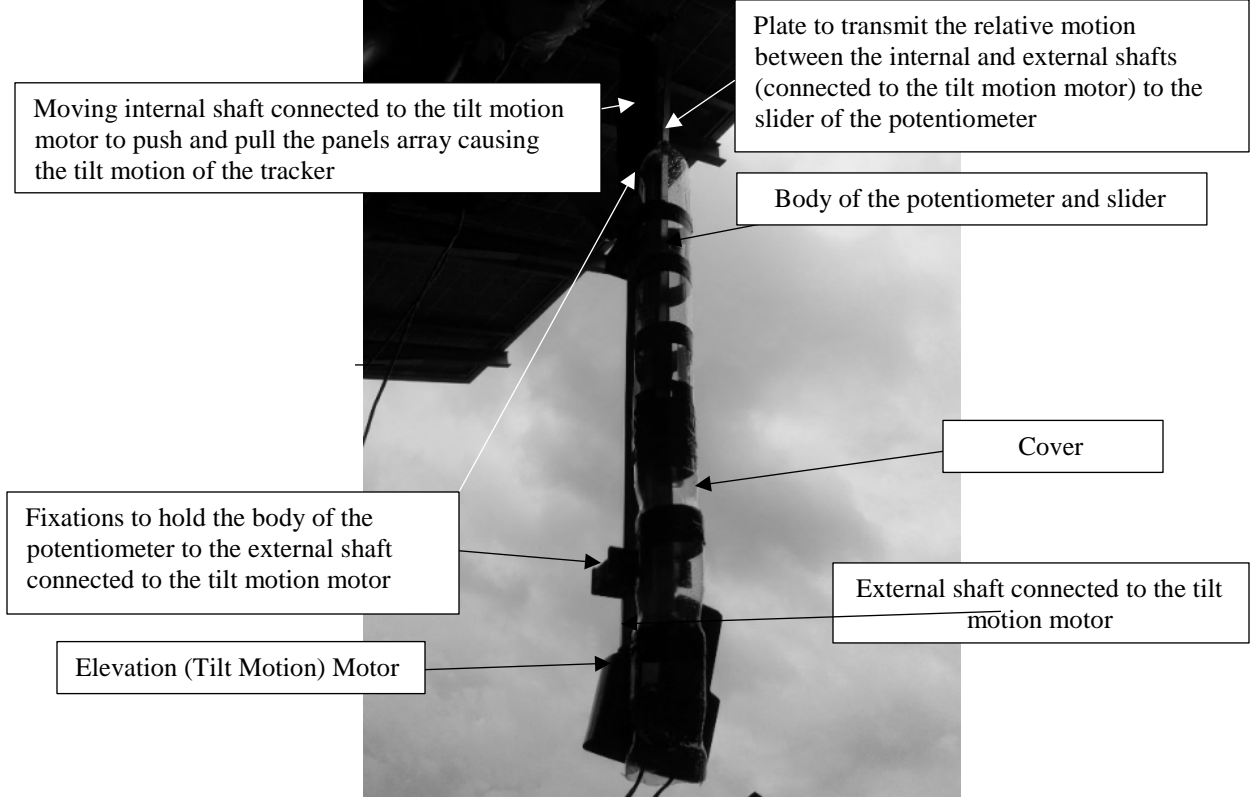 Plate to transmit the relative motion
between the internal and external shafts
(connected to the tilt motion motor) to the
slider of the potentiometer
Moving internal shaft connected to the tilt motion
motor to push and pull the panels array causing
the tilt motion of the tracker
Body of the potentiometer and slider
Cover
Fixations to hold the body of the
potentiometer to the external shaft
connected to the tilt motion motor
External shaft connected to the tilt
motion motor
Elevation (Tilt Motion) Motor